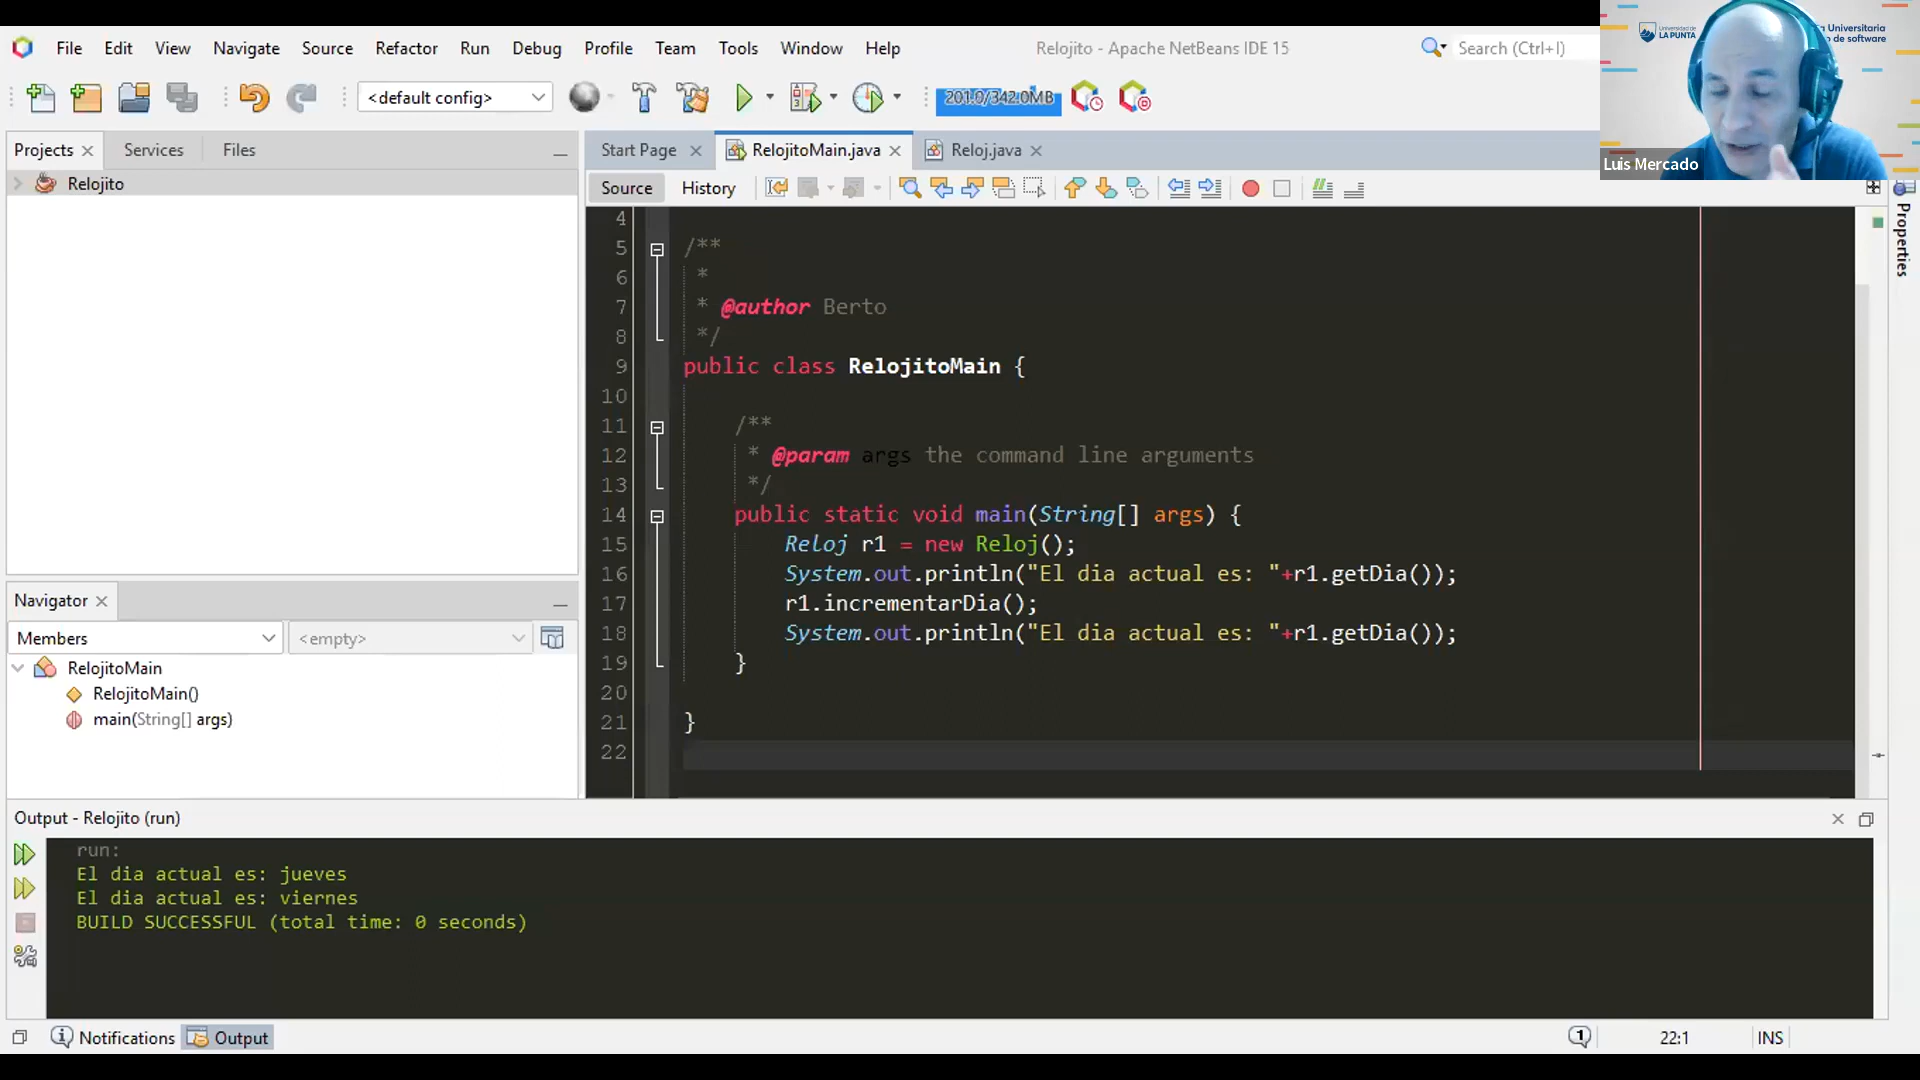 File Edit View Navigate Source Refactor Run Debug Profile Team Tools Window Help
Relojito - Apache NetBeans IDE 15
Search (Ctrl+I)
<default config>
201.0/342.0MB
Universidad de
LA PUNTA
Universitaria
o de software
Luis Mercado
Projects Services Files
Relojito
Start Page RelojitoMain.java Reloj.java
Source History
Properties
4
5 /**
6 *
7 * @author Berto
8 */
9 public class RelojitoMain {
10
11 /**
12 * @param args the command line arguments
13 */
14 public static void main(String[] args) {
15 Reloj r1 = new Reloj();
16 System.out.println("El dia actual es: "+r1.getDia());
17 r1.incrementarDia();
18 System.out.println("El dia actual es: "+r1.getDia());
19 }
20
21 }
22
Navigator
Members <empty>
RelojitoMain
RelojitoMain()
main(String[] args)
Output - Relojito (run)
run:
El dia actual es: jueves
El dia actual es: viernes
BUILD SUCCESSFUL (total time: 0 seconds)
Notifications Output
1
22:1 INS